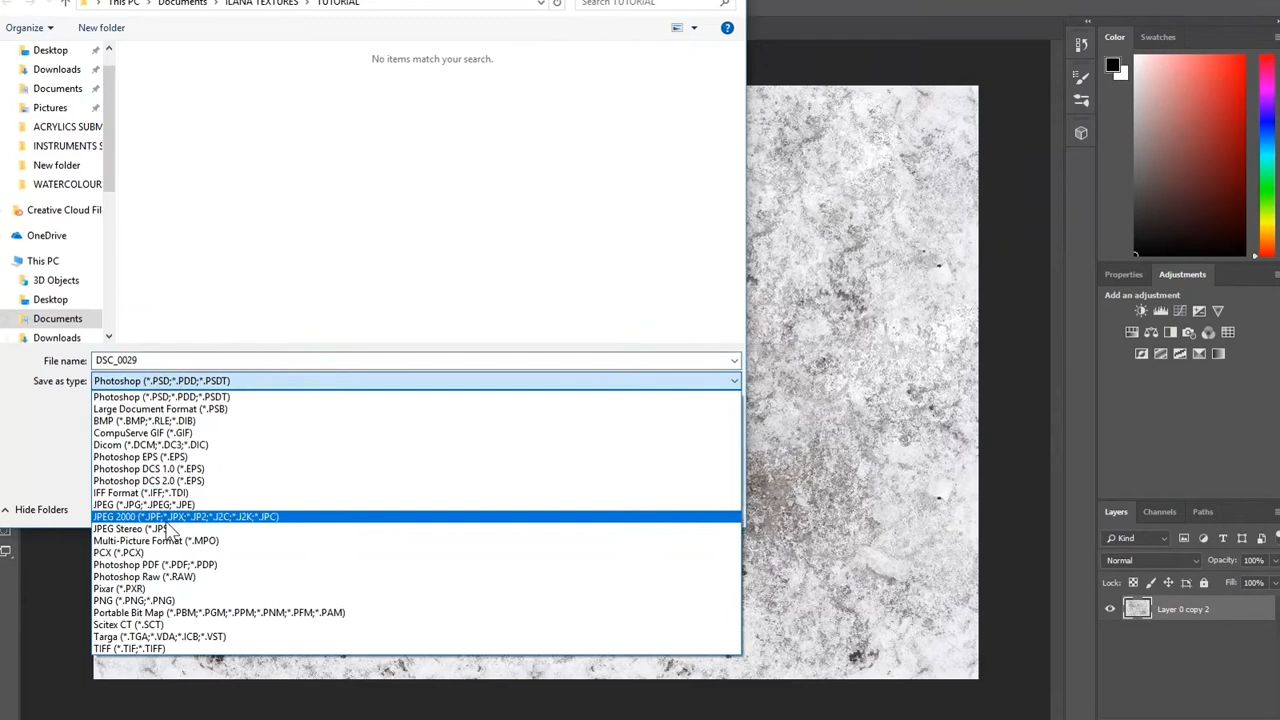 This PC > Documents > ILANA TEXTURES > TUTORIAL
Search TUTORIAL
Organize
New folder
No items match your search.
Desktop
Downloads
Documents
Pictures
ACRYLICS SUBM
INSTRUMENTS S
New folder
WATERCOLOUR
Creative Cloud Fil
OneDrive
This PC
3D Objects
Desktop
Documents
Downloads
File name: DSC_0029
Save as type: Photoshop (*.PSD;*.PDD;*.PSDT)
Photoshop (*.PSD;*.PDD;*.PSDT)
Large Document Format (*.PSB)
BMP (*.BMP;*.RLE;*.DIB)
CompuServe GIF (*.GIF)
Dicom (*.DCM;*.DC3;*.DIC)
Photoshop EPS (*.EPS)
Photoshop DCS 1.0 (*.EPS)
Photoshop DCS 2.0 (*.EPS)
IFF Format (*.IFF;*.TDI)
JPEG (*.JPG;*.JPEG;*.JPE)
JPEG 2000 (*.JPF;*.JPX;*.JP2;*.J2C;*.J2K;*.JPC)
JPEG Stereo (*.JPS
Multi-Picture Format (*.MPO)
PCX (*.PCX)
Photoshop PDF (*.PDF;*.PDP)
Photoshop Raw (*.RAW)
Pixar (*.PXR)
PNG (*.PNG;*.PNG)
Portable Bit Map (*.PBM;*.PGM;*.PPM;*.PNM;*.PFM;*.PAM)
Scitex CT (*.SCT)
Targa (*.TGA;*.VDA;*.ICB;*.VST)
TIFF (*.TIF;*.TIFF)
Hide Folders
Color
Swatches
Properties
Adjustments
Add an adjustment
Layers
Channels
Paths
Kind
Normal
Opacity: 100%
Lock:
Fill: 100%
Layer 0 copy 2